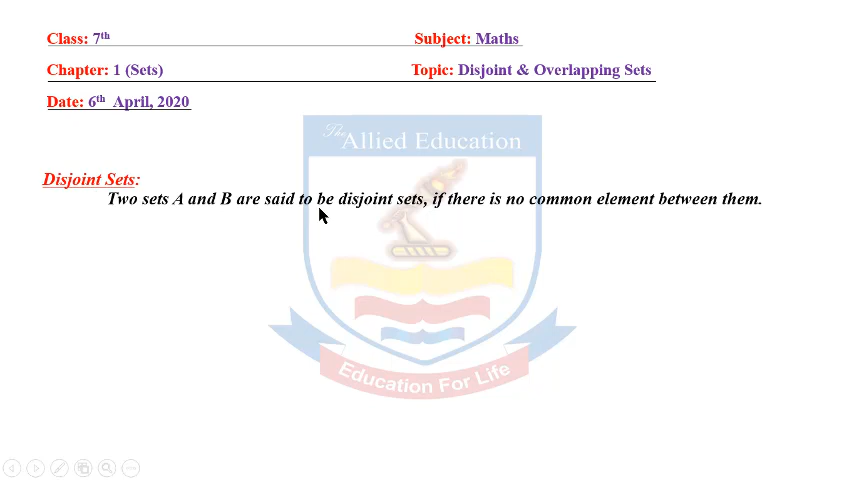 Class: 7th Subject: Maths
Chapter: 1 (Sets) Topic: Disjoint & Overlapping Sets
Date: 6th April, 2020
The Allied Education
Disjoint Sets:
Two sets A and B are said to be disjoint sets, if there is no common element between them.
Education For Life